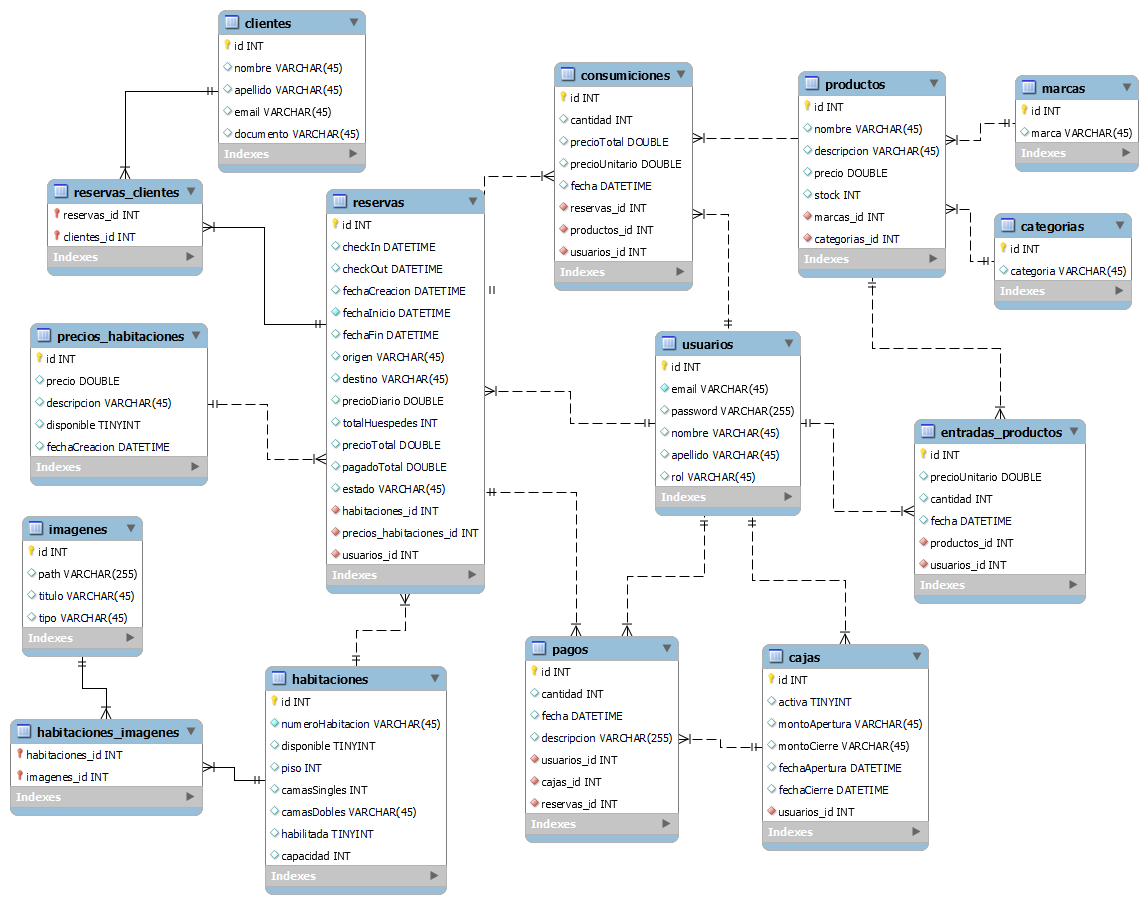 clientes
id INT
nombre VARCHAR(45)
apellido VARCHAR(45)
email VARCHAR(45)
documento VARCHAR(45)
Indexes
reservas_clientes
reservas_id INT
clientes_id INT
Indexes
precios_habitaciones
id INT
precio DOUBLE
descripcion VARCHAR(45)
disponible TINYINT
fechaCreacion DATETIME
Indexes
imagenes
id INT
path VARCHAR(255)
titulo VARCHAR(45)
tipo VARCHAR(45)
Indexes
habitaciones_imagenes
habitaciones_id INT
imagenes_id INT
Indexes
reservas
id INT
checkIn DATETIME
checkOut DATETIME
fechaCreacion DATETIME
fechaInicio DATETIME
fechaFin DATETIME
origen VARCHAR(45)
destino VARCHAR(45)
precioDiario DOUBLE
totalHuespedes INT
precioTotal DOUBLE
pagadoTotal DOUBLE
estado VARCHAR(45)
habitaciones_id INT
precios_habitaciones_id INT
usuarios_id INT
Indexes
habitaciones
id INT
numeroHabitacion VARCHAR(45)
disponible TINYINT
piso INT
camasSingles INT
camasDobles VARCHAR(45)
habilitada TINYINT
capacidad INT
Indexes
consumiciones
id INT
cantidad INT
precioTotal DOUBLE
precioUnitario DOUBLE
fecha DATETIME
reservas_id INT
productos_id INT
usuarios_id INT
Indexes
usuarios
id INT
email VARCHAR(45)
password VARCHAR(255)
nombre VARCHAR(45)
apellido VARCHAR(45)
rol VARCHAR(45)
Indexes
pagos
id INT
cantidad INT
fecha DATETIME
descripcion VARCHAR(255)
usuarios_id INT
cajas_id INT
reservas_id INT
Indexes
cajas
id INT
activa TINYINT
montoApertura VARCHAR(45)
montoCierre VARCHAR(45)
fechaApertura DATETIME
fechaCierre DATETIME
usuarios_id INT
Indexes
productos
id INT
nombre VARCHAR(45)
descripcion VARCHAR(45)
precio DOUBLE
stock INT
marcas_id INT
categorias_id INT
Indexes
marcas
id INT
marca VARCHAR(45)
Indexes
categorias
id INT
categoria VARCHAR(45)
Indexes
entradas_productos
id INT
precioUnitario DOUBLE
cantidad INT
fecha DATETIME
productos_id INT
usuarios_id INT
Indexes